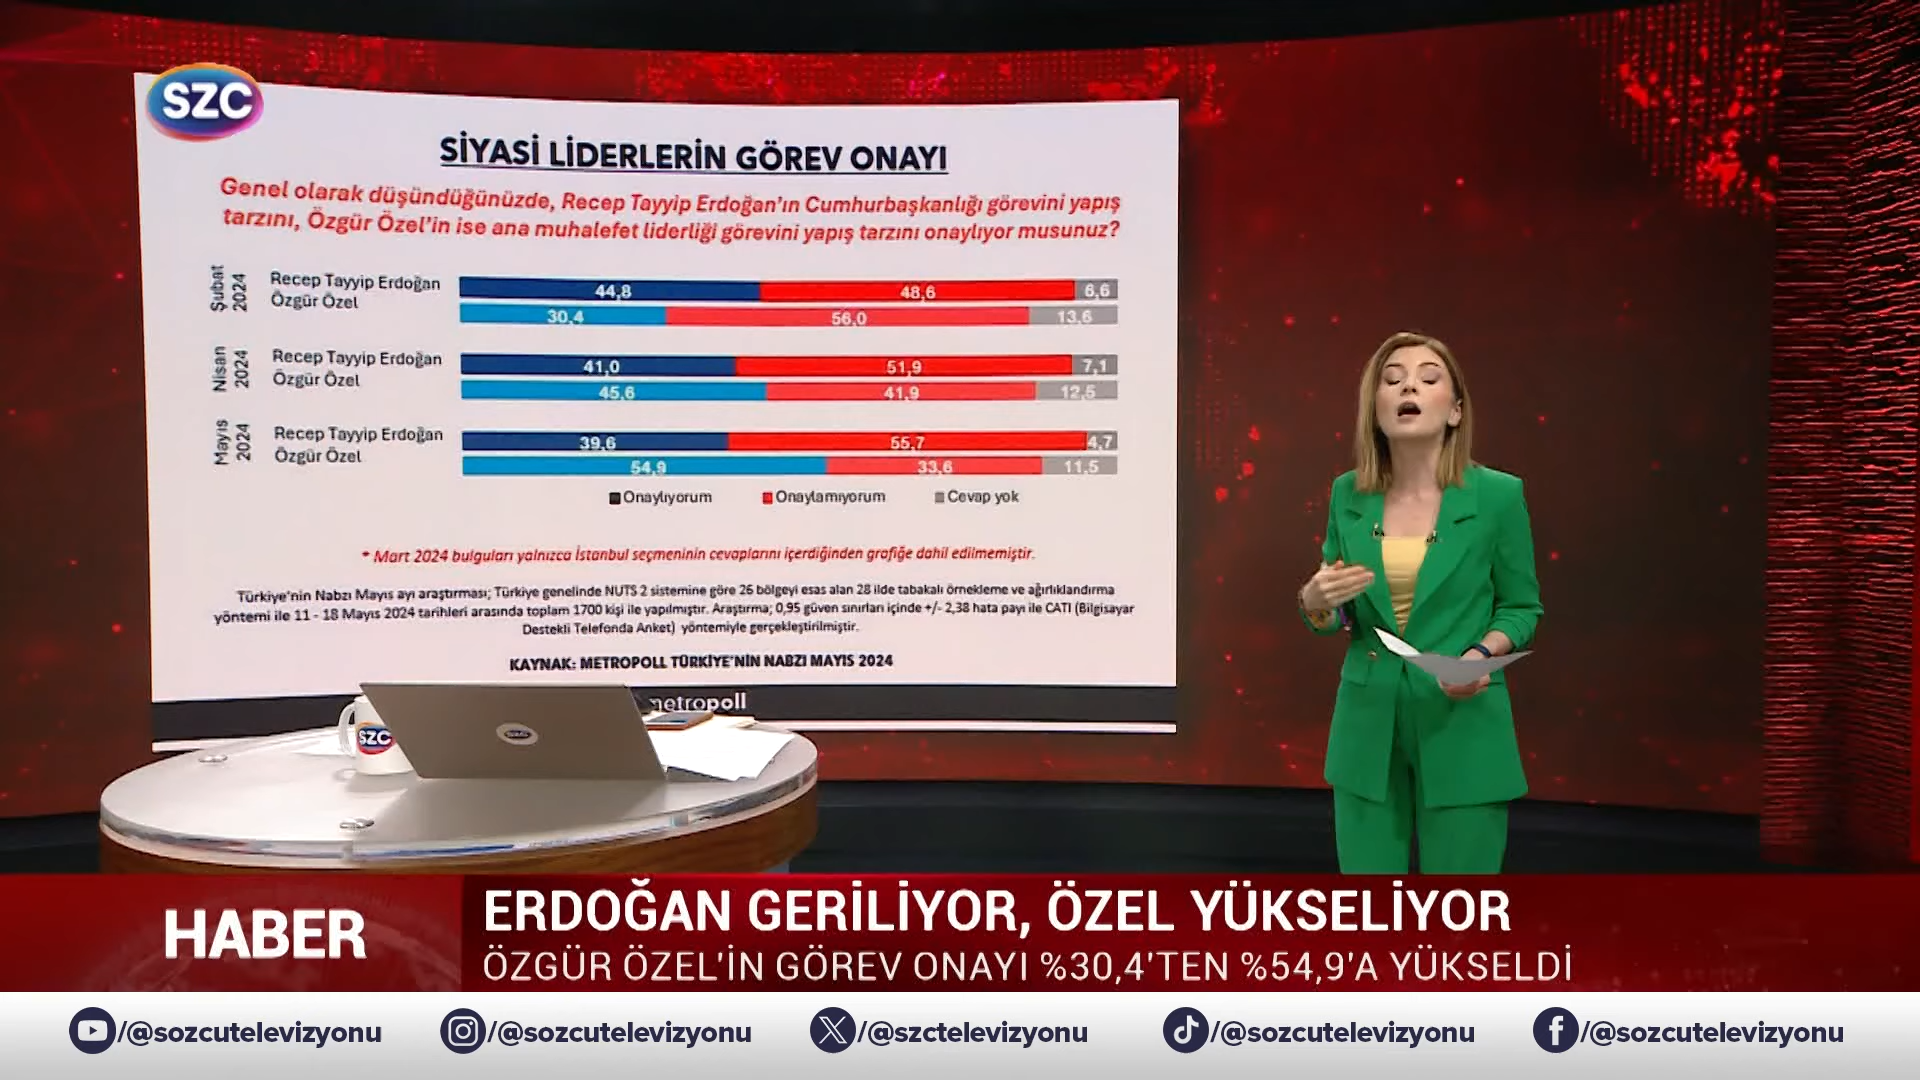 SZC
SİYASİ LİDERLERİN GÖREV ONAYI
Genel olarak düşündüğünüzde, Recep Tayyip Erdoğan'ın Cumhurbaşkanlığı görevini yapış
tarzını, Özgür Özel'in ise ana muhalefet liderliği görevini yapış tarzını onaylıyor musunuz?
Şubat
2024
Recep Tayyip Erdoğan
44,8 48,6 6,6
Özgür Özel
30,4 56,0 13,6
Nisan
2024
Recep Tayyip Erdoğan
41,0 51,9 7,1
Özgür Özel
45,6 41,9 12,5
Mayıs
2024
Recep Tayyip Erdoğan
39,6 55,7 4,7
Özgür Özel
54,9 33,6 11,5
Onaylıyorum Onaylamıyorum Cevap yok
* Mart 2024 bulguları yalnızca İstanbul seçmeninin cevaplarını içerdiğinden grafiğe dahil edilmemiştir.
Türkiye'nin Nabzı Mayıs ayı araştırması; Türkiye genelinde NUTS 2 sistemine göre 26 bölgeyi esas alan 28 ilde tabakalı örnekleme ve ağırlıklandırma
yöntemi ile 11 - 18 Mayıs 2024 tarihleri arasında toplam 1700 kişi ile yapılmıştır. Araştırma; 0,95 güven sınırları içinde +/- 2,38 hata payı ile CATI (Bilgisayar
Destekli Telefonda Anket) yöntemiyle gerçekleştirilmiştir.
KAYNAK: METROPOLL TÜRKİYE'NİN NABZI MAYIS 2024
metropoll
SZC
HABER
ERDOĞAN GERİLİYOR, ÖZEL YÜKSELİYOR
ÖZGÜR ÖZEL'İN GÖREV ONAYI %30,4'TEN %54,9'A YÜKSELDİ
/@sozcutelevizyonu /@sozcutelevizyonu /@szctelevizyonu /@sozcutelevizyonu /@sozcutelevizyonu